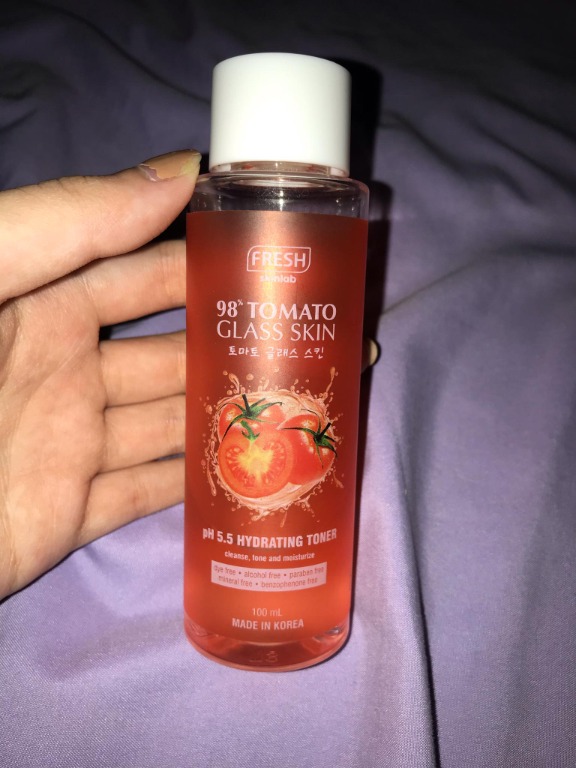 FRESH
skinlab
98% TOMATO
GLASS SKIN
토마토 글래스 스킨
pH 5.5 HYDRATING TONER
cleanse, tone and moisturize
dye free • alcohol free • paraben free
mineral free • benzophenone free
100 mL
MADE IN KOREA